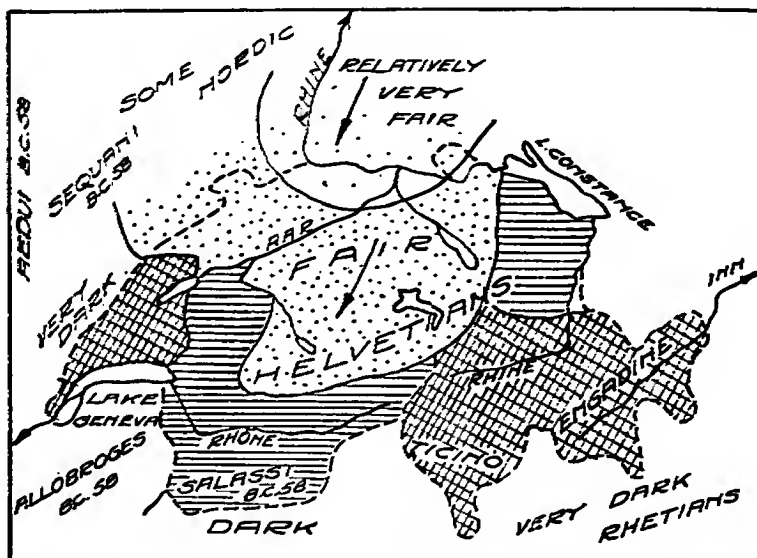 SOME NORDIC
RHINE
RELATIVELY
VERY
FAIR
AEDUI B.C. 58
SEQUANI
B.C. 58
L. CONSTANCE
AAR
FAIR
HELVETIANS
VERY
DARK
INN
ENGADINE
RHINE
LAKE
GENEVA
RHONE
ALLOBROGES
B.C. 58
SALASSI
B.C. 58
TICINO
DARK
VERY DARK
RHETIANS